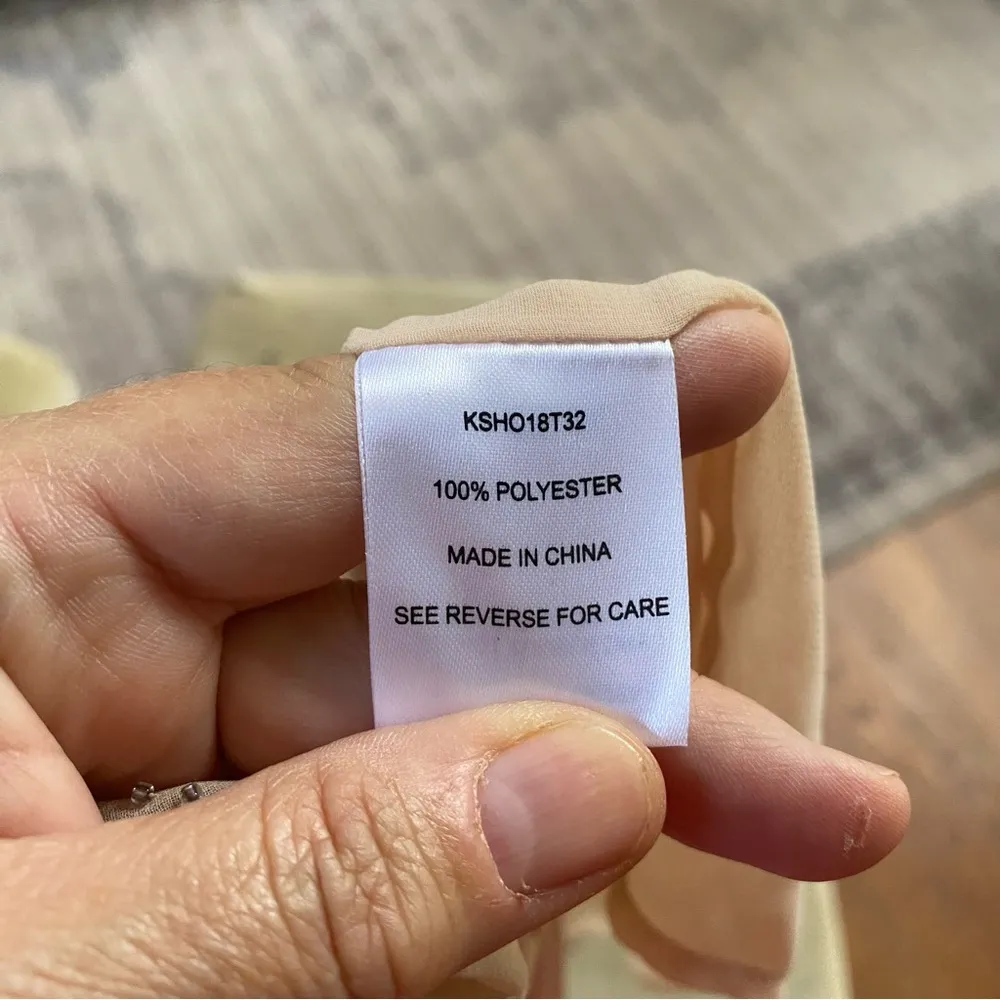 KSHO18T32
100% POLYESTER
MADE IN CHINA
SEE REVERSE FOR CARE